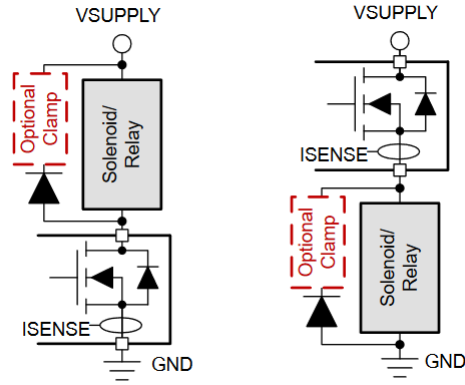 VSUPPLY
Optional
Clamp
Solenoid/
Relay
ISENSE
GND
VSUPPLY
ISENSE
Optional
Clamp
Solenoid/
Relay
GND